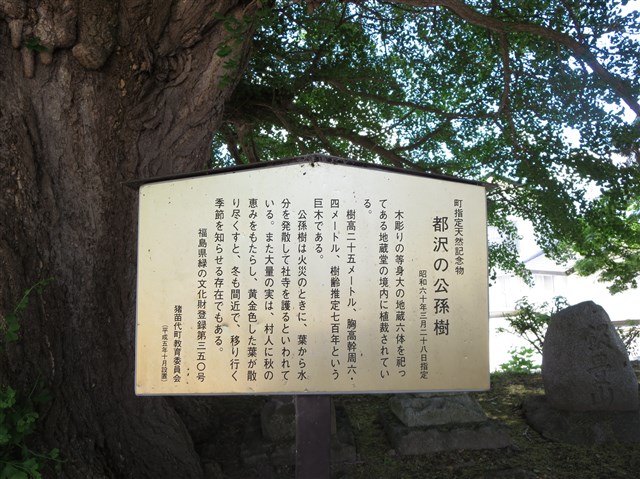 町指定天然記念物
都沢の公孫樹
昭和六十年三月二十八日指定
木彫りの等身大の地蔵六体を祀っ
てある地蔵堂の境内に植栽されてい
る。
樹高二十五メートル、胸高幹周六・
四メートル、樹齢推定七百年という
巨木である。
公孫樹は火災のときに、葉から水
分を発散して社寺を護るといわれて
いる。また大量の実は、村人に秋の
恵みをもたらし、黄金色した葉が散
り尽くすと、冬も間近で、移り行く
季節を知らせる存在でもある。
福島県緑の文化財登録第三五〇号
猪苗代町教育委員会
（平成五年十月設置）